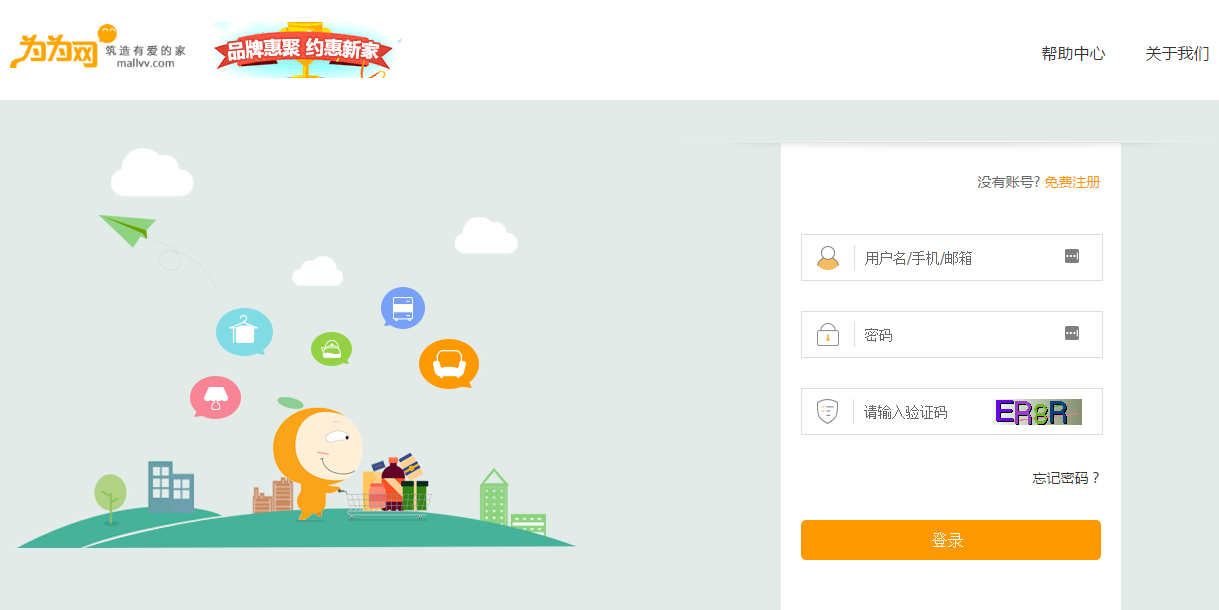 为为网
筑造有爱的家
mallvv.com
品牌惠聚 约惠新家
帮助中心 关于我们
没有账号? 免费注册
用户名/手机/邮箱
密码
请输入验证码 ER8R
忘记密码？
登录